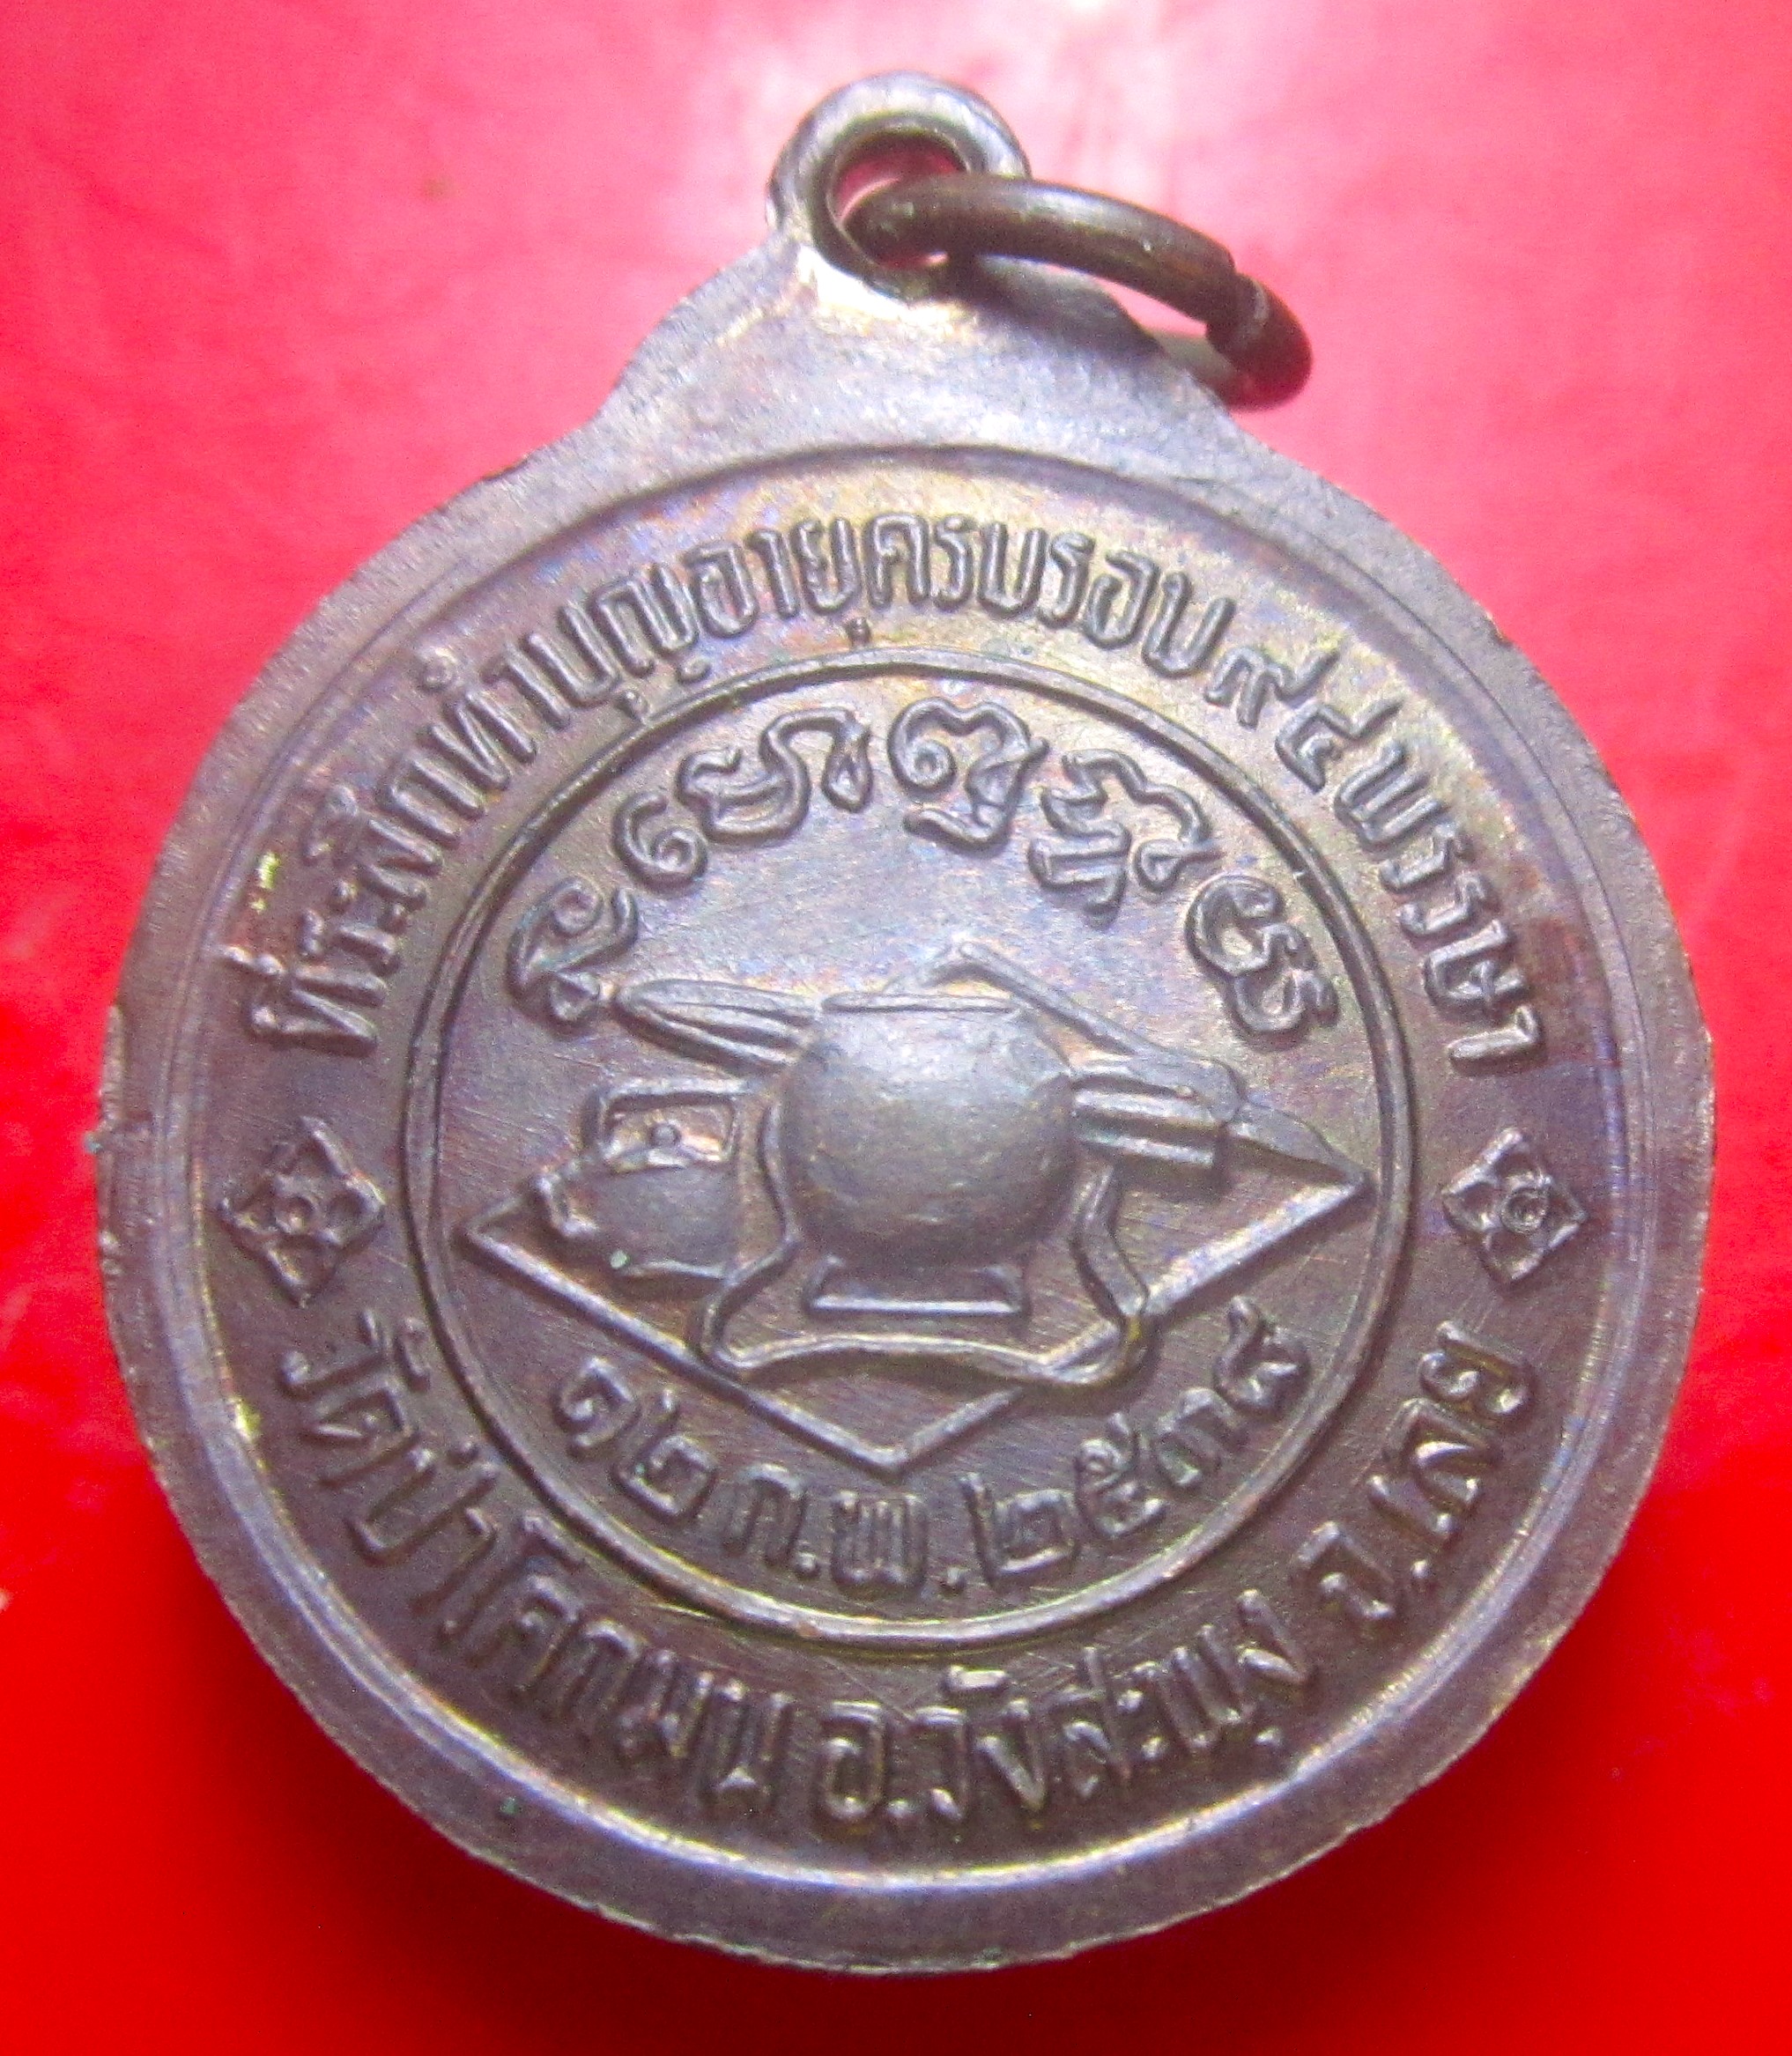 ที่ระลึกทำบุญอายุครบรอบ ๙๔ พรรษา
๑๒ ก.พ. ๒๕๓๘
วัดป่าโคกมน อ.วังสะพุง จ.เลย